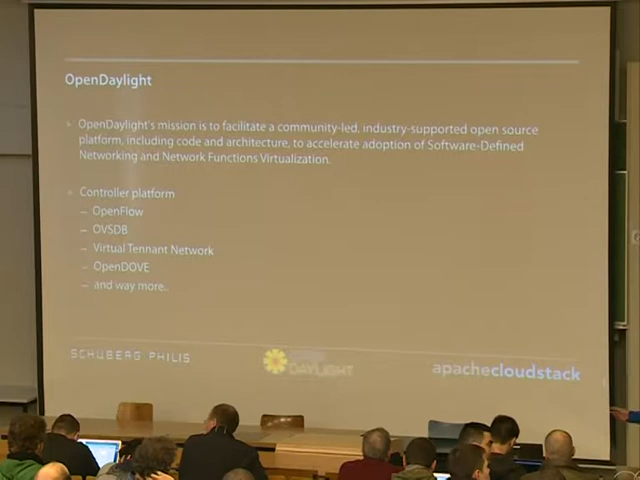 OpenDaylight
OpenDaylight's mission is to facilitate a community-led, industry-supported open source
platform, including code and architecture, to accelerate adoption of Software-Defined
Networking and Network Functions Virtualization.
Controller platform
– OpenFlow
– OVSDB
– Virtual Tennant Network
– OpenDOVE
– and way more..
SCHUBERG PHILIS
OPEN
DAYLIGHT
apachecloudstack